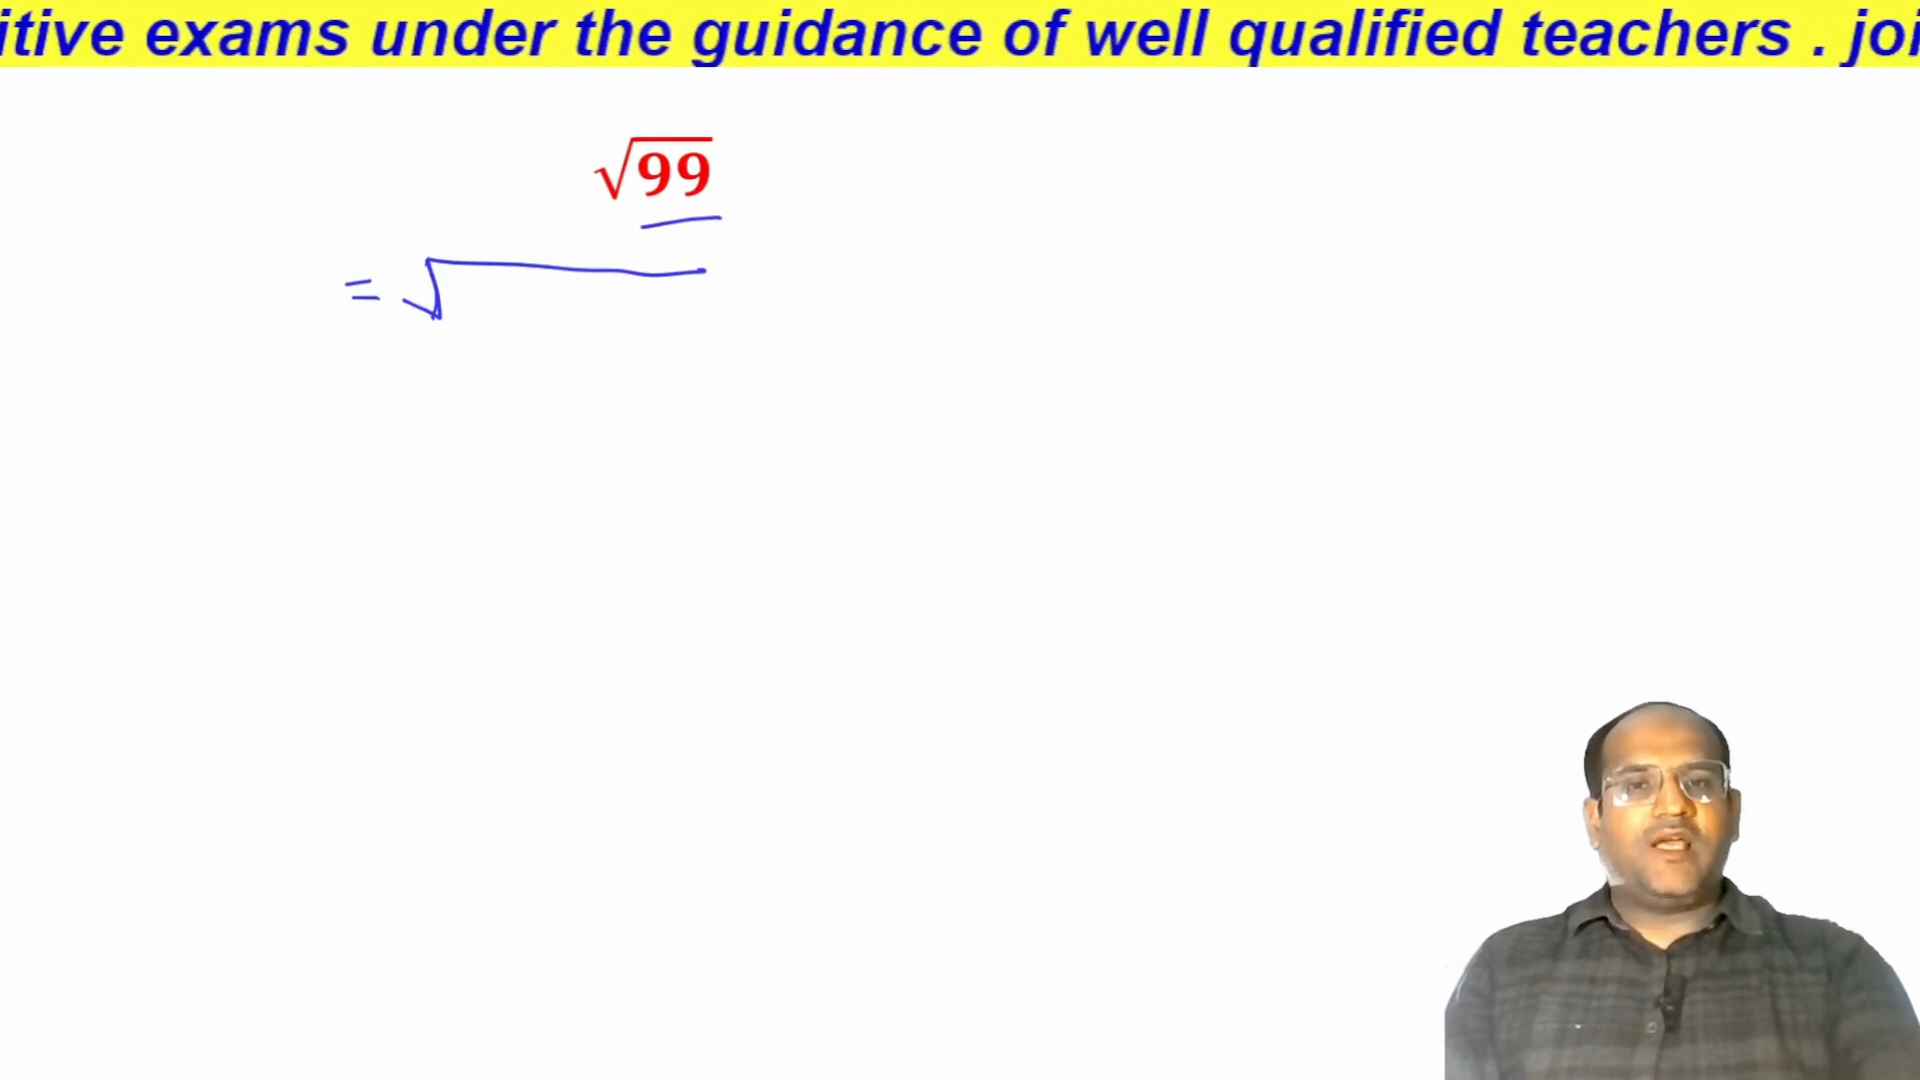 itive exams under the guidance of well qualified teachers . joi
√99
= √